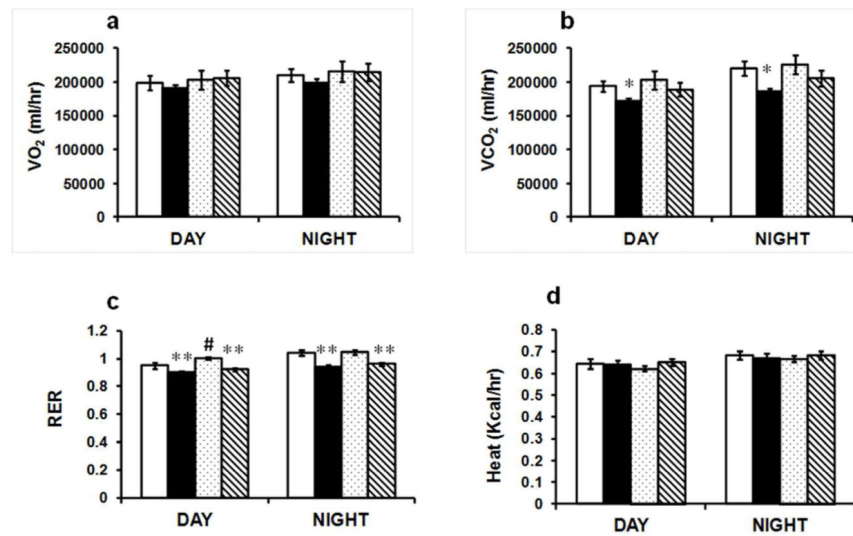 a
250000
200000
150000
100000
50000
0
VO₂ (ml/hr)
DAY NIGHT
b
250000
200000
150000
100000
50000
0
VCO₂ (ml/hr)
* *
DAY NIGHT
c
1.2
1
0.8
0.6
0.4
0.2
0
RER
** # ** ** **
DAY NIGHT
d
0.8
0.7
0.6
0.5
0.4
0.3
0.2
0.1
0
Heat (Kcal/hr)
DAY NIGHT